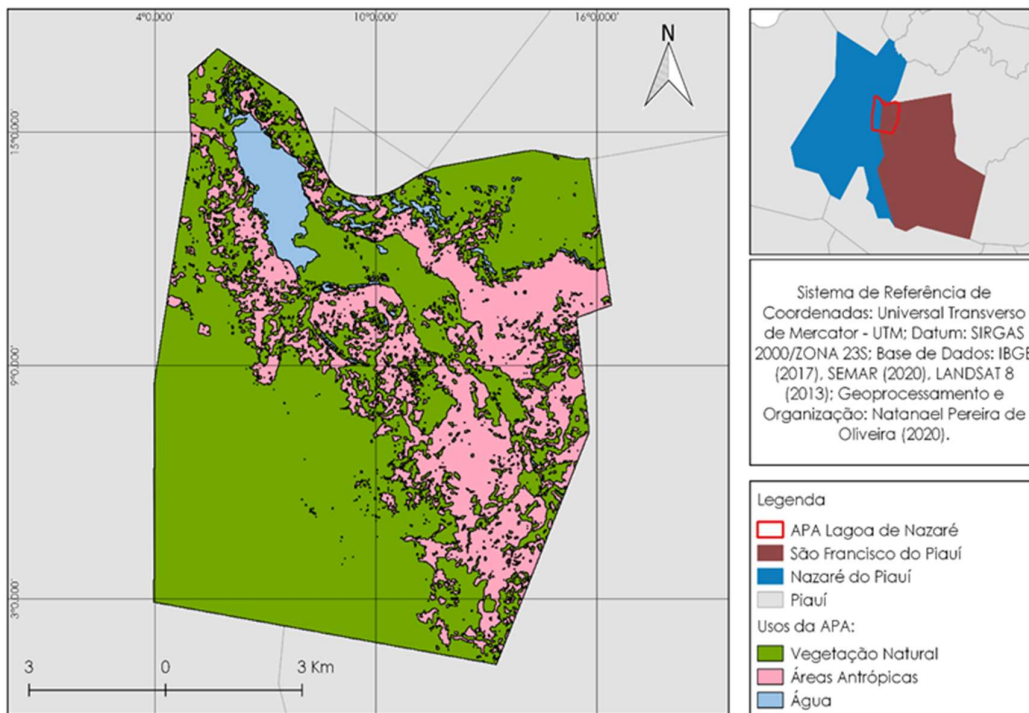 4°0.000' 10°0.000' 16°0.000'
N
15°0.000'
9°0.000'
3°0.000'
3 0 3 Km
Sistema de Referência de
Coordenadas: Universal Transverso
de Mercator - UTM; Datum: SIRGAS
2000/ZONA 23S; Base de Dados: IBGE
(2017), SEMAR (2020), LANDSAT 8
(2013); Geoprocessamento e
Organização: Natanael Pereira de
Oliveira (2020).
Legenda
APA Lagoa de Nazaré
São Francisco do Piauí
Nazaré do Piauí
Piauí
Usos da APA:
Vegetação Natural
Áreas Antrópicas
Água